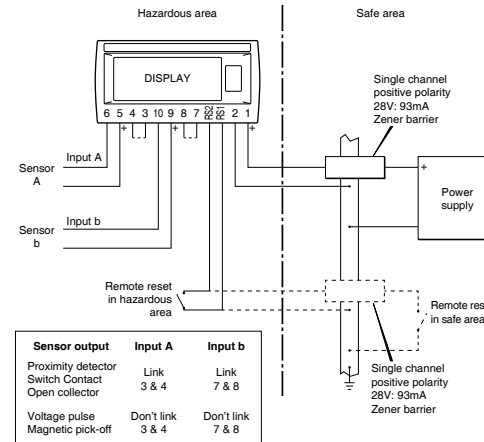 Hazardous area
Safe area
DISPLAY
6 5 4 3 10 9 8 7 RS2 RS1 2 1
+ + +
Single channel
positive polarity
28V: 93mA
Zener barrier
Input A
Sensor
A
+
Power
supply
Input b
Sensor
b
Remote reset
in hazardous
area
Remote res
in safe area
Sensor output Input A Input b
Proximity detector
Switch Contact
Open collector
Link
3 & 4
Link
7 & 8
Voltage pulse
Magnetic pick-off
Don't link
3 & 4
Don't link
7 & 8
Single channel
positive polarity
28V: 93mA
Zener barrier